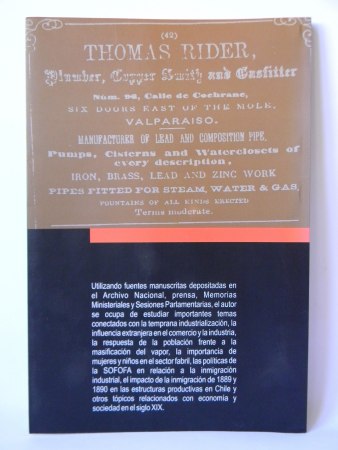 (42)
THOMAS RIDER,
Plumber, Copper Smith and Gasfitter
Núm. 96, Calle de Cochrane,
SIX DOORS EAST OF THE MOLE,
VALPARAISO.
MANUFACTURER OF LEAD AND COMPOSITION PIPE,
Pumps, Cisterns and Waterclosets of
every description,
IRON, BRASS, LEAD AND ZINC WORK
PIPES FITTED FOR STEAM, WATER & GAS,
FOUNTAINS OF ALL KINDS ERECTED
Terms moderate.
Utilizando fuentes manuscritas depositadas en
el Archivo Nacional, prensa, Memorias
Ministeriales y Sesiones Parlamentarias, el autor
se ocupa de estudiar importantes temas
conectados con la temprana industrialización, la
influencia extranjera en el comercio y la industria,
la respuesta de la población frente a la
masificación del vapor, la importancia de
mujeres y niños en el sector fabril, las políticas de
la SOFOFA en relación a la inmigración
industrial, el impacto de la inmigración de 1889 y
1890 en las estructuras productivas en Chile y
otros tópicos relacionados con economía y
sociedad en el siglo XIX.